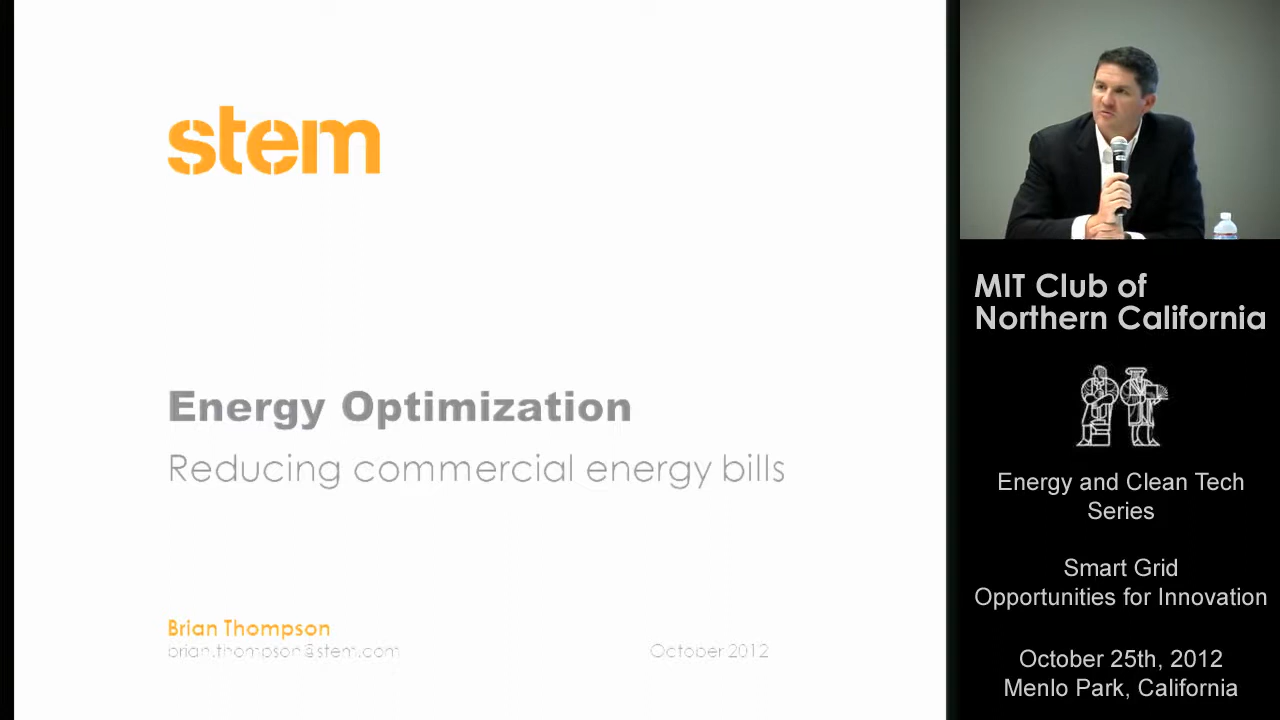 stem
Energy Optimization
Reducing commercial energy bills
Brian Thompson
brian.thompson@stem.com
October 2012
MIT Club of
Northern California
Energy and Clean Tech
Series
Smart Grid
Opportunities for Innovation
October 25th, 2012
Menlo Park, California